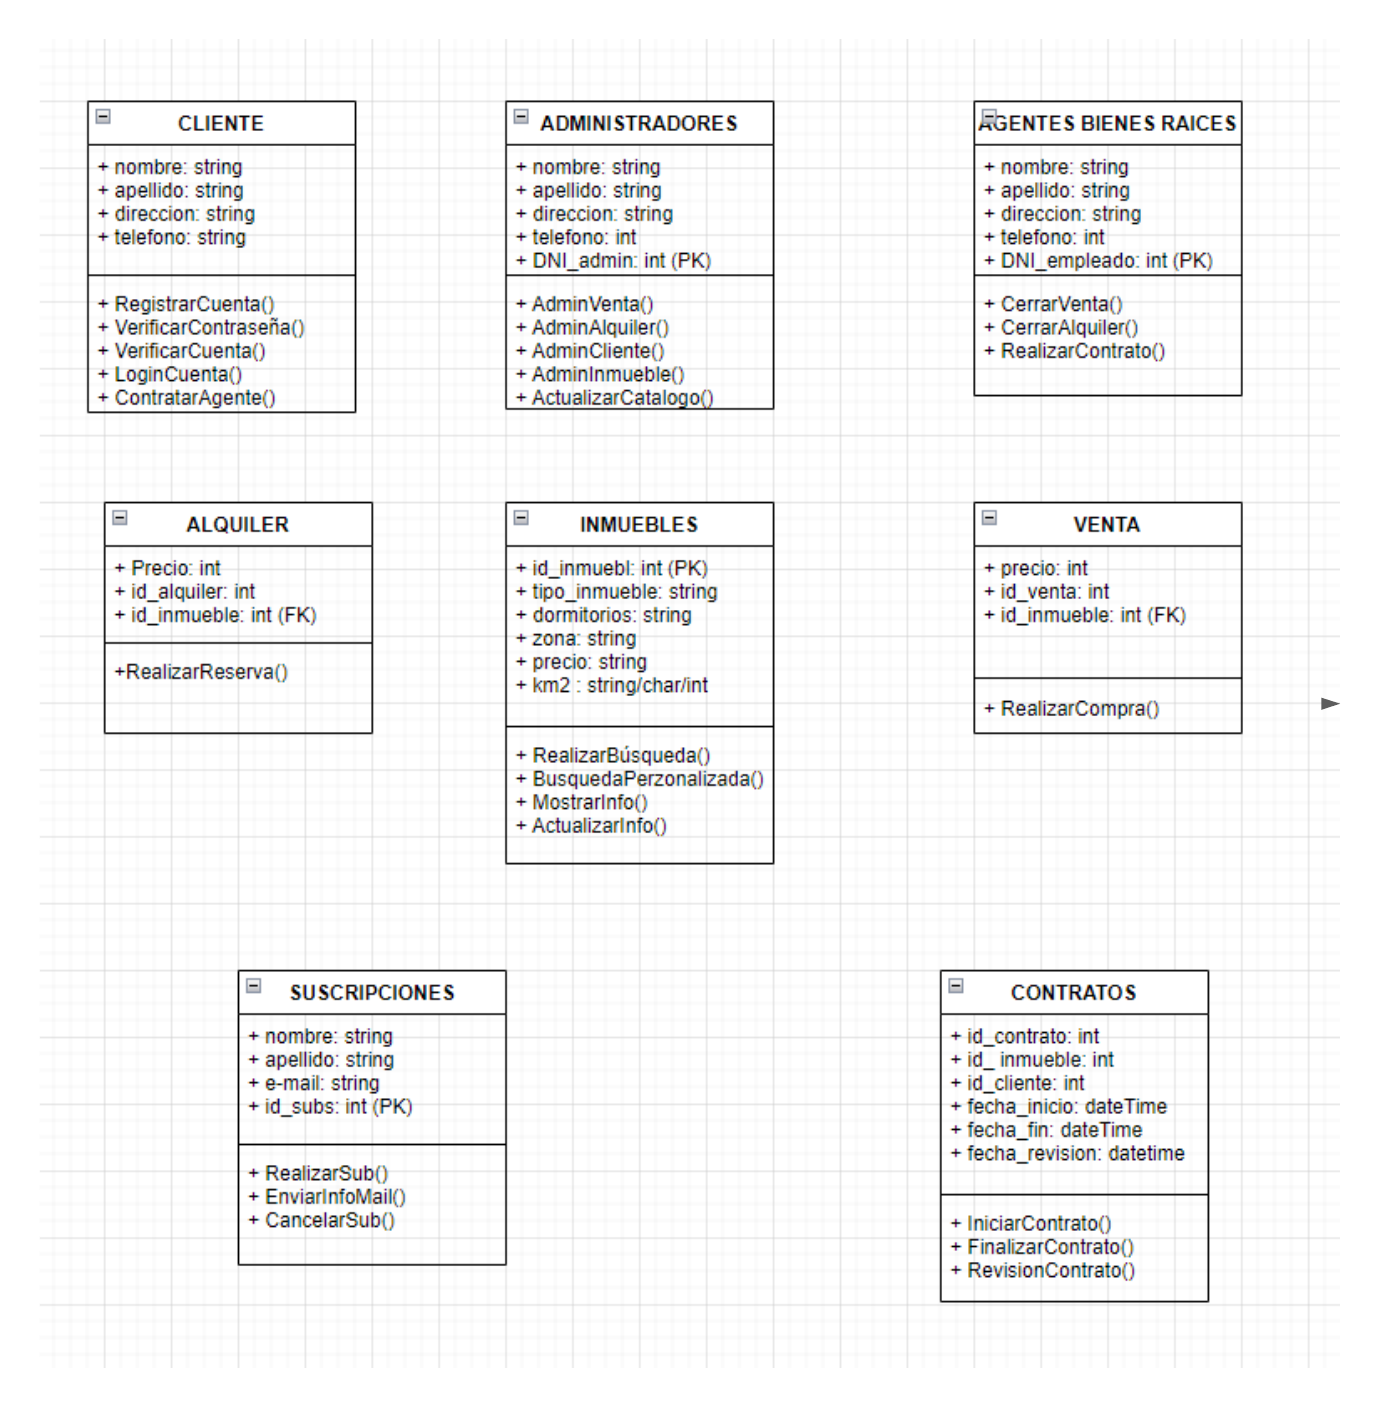 CLIENTE
+ nombre: string
+ apellido: string
+ direccion: string
+ telefono: string
+ RegistrarCuenta()
+ VerificarContraseña()
+ VerificarCuenta()
+ LoginCuenta()
+ ContratarAgente()
ADMINISTRADORES
+ nombre: string
+ apellido: string
+ direccion: string
+ telefono: int
+ DNI_admin: int (PK)
+ AdminVenta()
+ AdminAlquiler()
+ AdminCliente()
+ AdminInmueble()
+ ActualizarCatalogo()
AGENTES BIENES RAICES
+ nombre: string
+ apellido: string
+ direccion: string
+ telefono: int
+ DNI_empleado: int (PK)
+ CerrarVenta()
+ CerrarAlquiler()
+ RealizarContrato()
ALQUILER
+ Precio: int
+ id_alquiler: int
+ id_inmueble: int (FK)
+RealizarReserva()
INMUEBLES
+ id_inmuebl: int (PK)
+ tipo_inmueble: string
+ dormitorios: string
+ zona: string
+ precio: string
+ km2 : string/char/int
+ RealizarBúsqueda()
+ BusquedaPerzonalizada()
+ MostrarInfo()
+ ActualizarInfo()
VENTA
+ precio: int
+ id_venta: int
+ id_inmueble: int (FK)
+ RealizarCompra()
SUSCRIPCIONES
+ nombre: string
+ apellido: string
+ e-mail: string
+ id_subs: int (PK)
+ RealizarSub()
+ EnviarInfoMail()
+ CancelarSub()
CONTRATOS
+ id_contrato: int
+ id_ inmueble: int
+ id_cliente: int
+ fecha_inicio: dateTime
+ fecha_fin: dateTime
+ fecha_revision: datetime
+ IniciarContrato()
+ FinalizarContrato()
+ RevisionContrato()